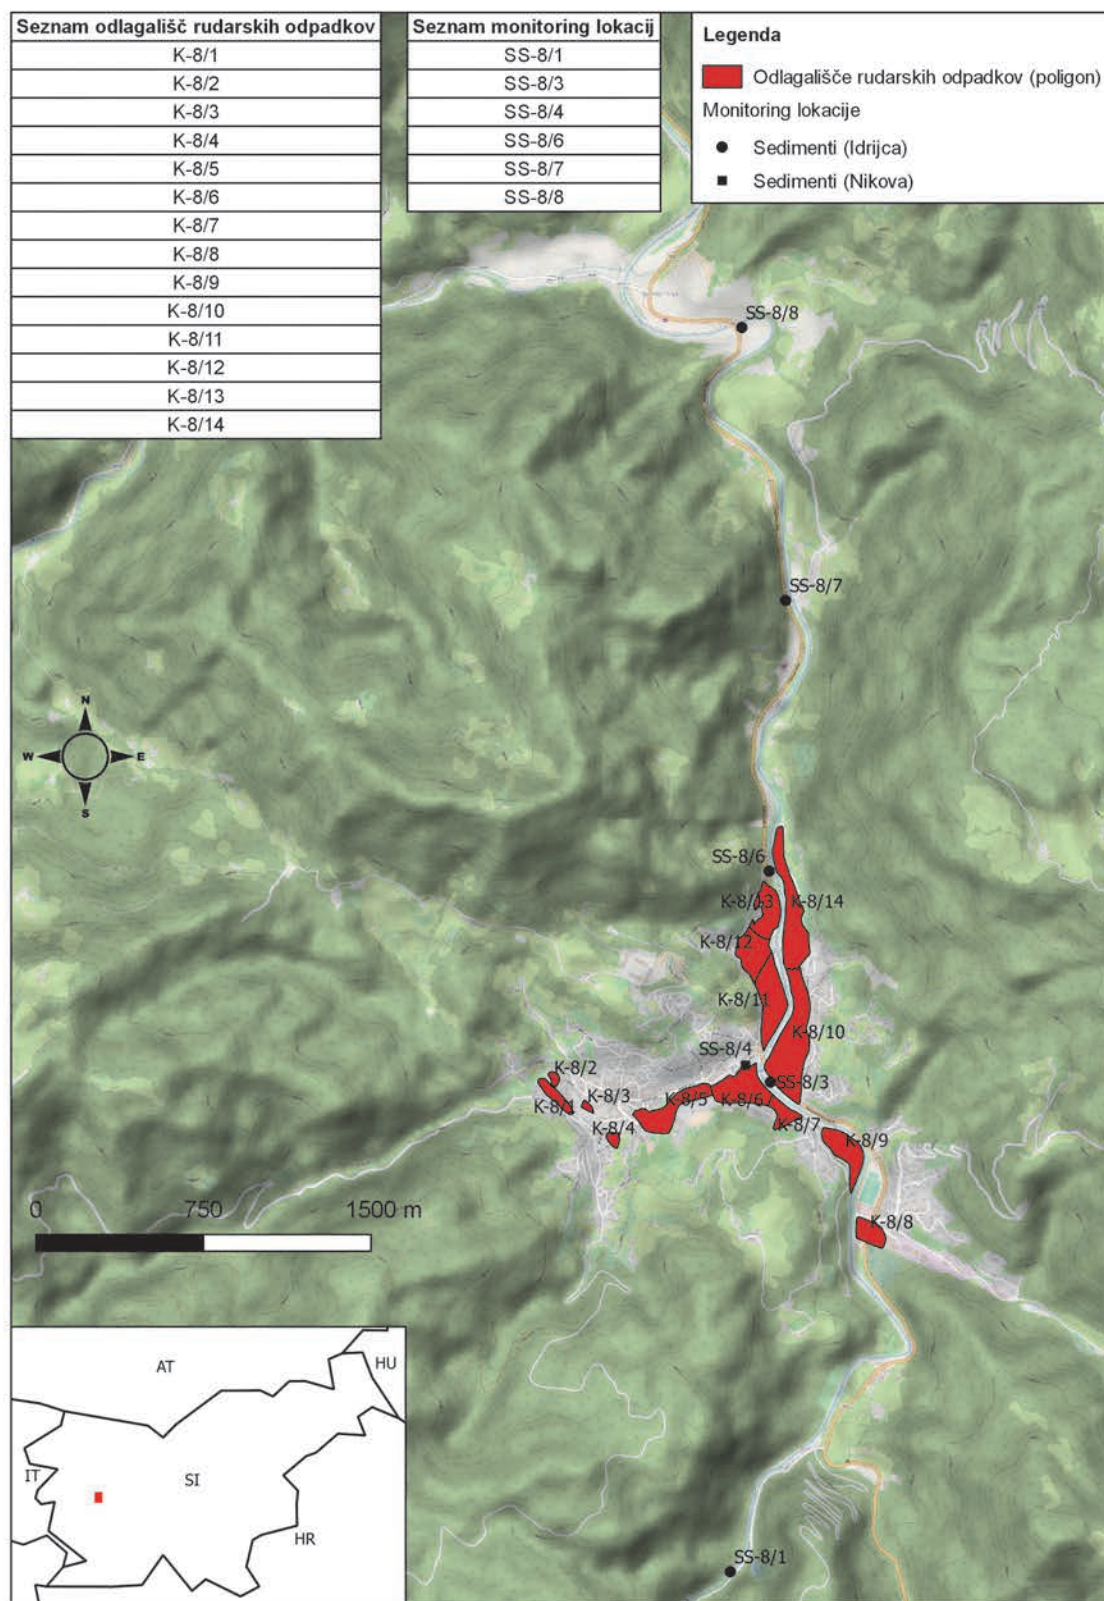 Seznam odlagališč rudarskih odpadkov
K-8/1
K-8/2
K-8/3
K-8/4
K-8/5
K-8/6
K-8/7
K-8/8
K-8/9
K-8/10
K-8/11
K-8/12
K-8/13
K-8/14
Seznam monitoring lokacij
SS-8/1
SS-8/3
SS-8/4
SS-8/6
SS-8/7
SS-8/8
Legenda
Odlagališče rudarskih odpadkov (poligon)
Monitoring lokacije
Sedimenti (Idrijca)
Sedimenti (Nikova)
SS-8/8
SS-8/7
N
W E
S
SS-8/6
K-8/13
K-8/14
K-8/12
K-8/11
K-8/10
SS-8/4
K-8/2
SS-8/3
K-8/3
K-8/5
K-8/6
K-8/1
K-8/4
K-8/7
K-8/9
K-8/8
0 750 1500 m
AT
HU
IT
SI
HR
SS-8/1